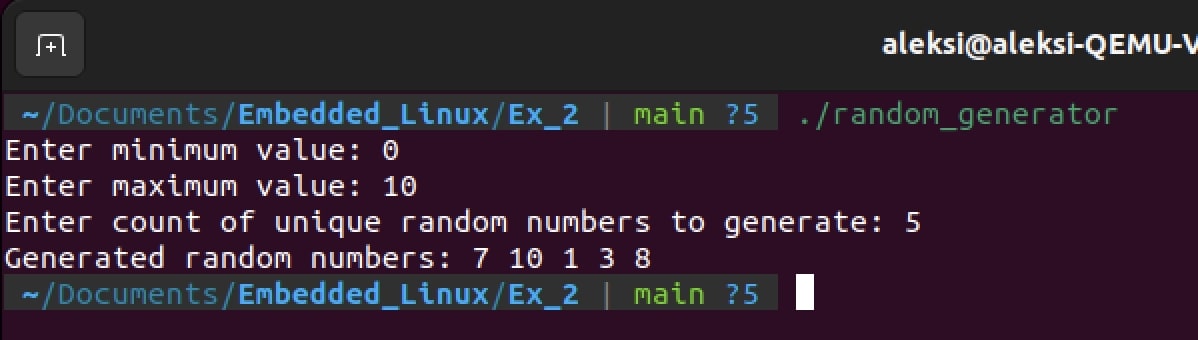 aleksi@aleksi-QEMU-V
~/Documents/Embedded_Linux/Ex_2 | main ?5 ./random_generator
Enter minimum value: 0
Enter maximum value: 10
Enter count of unique random numbers to generate: 5
Generated random numbers: 7 10 1 3 8
~/Documents/Embedded_Linux/Ex_2 | main ?5